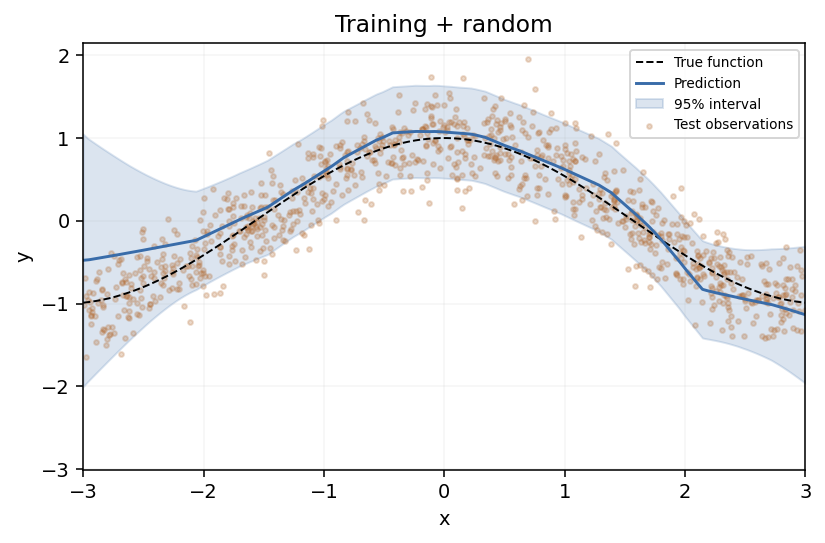 Training + random
True function
Prediction
95% interval
Test observations
2
1
0
−1
−2
−3
y
−3 −2 −1 0 1 2 3
x